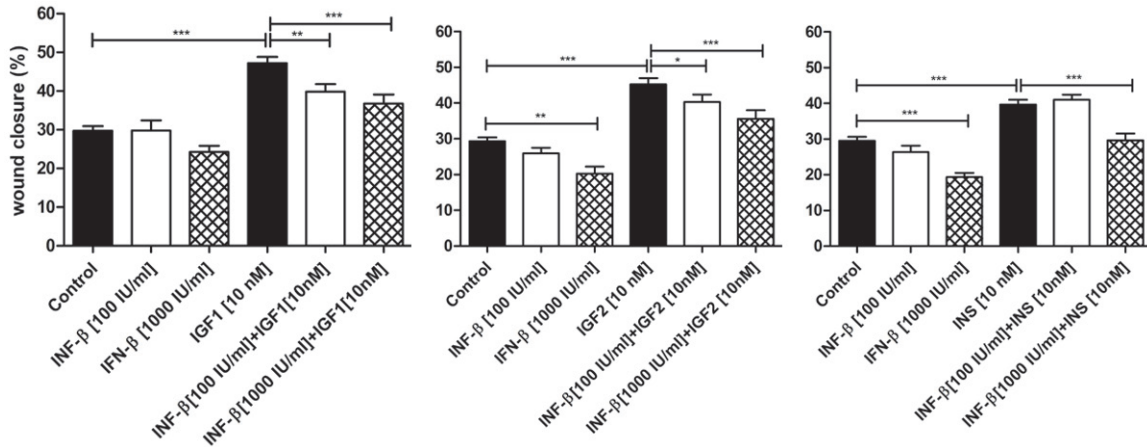 wound closure (%)
60
50
40
30
20
10
0
***
***
**
Control
INF-β [100 IU/ml]
IFN-β [1000 IU/ml]
IGF1 [10 nM]
INF-β[100 IU/ml]+IGF1[10nM]
INF-β[1000 IU/ml]+IGF1[10nM]
60
50
40
30
20
10
0
***
***
*
**
Control
INF-β [100 IU/ml]
IFN-β [1000 IU/ml]
IGF2 [10 nM]
INF-β[100 IU/ml]+IGF2 [10nM]
INF-β[1000 IU/ml]+IGF2 [10nM]
60
50
40
30
20
10
0
***
***
***
Control
INF-β [100 IU/ml]
IFN-β [1000 IU/ml]
INS [10 nM]
INF-β [100 IU/ml]+INS [10nM]
INF-β [1000 IU/ml]+INS [10nM]